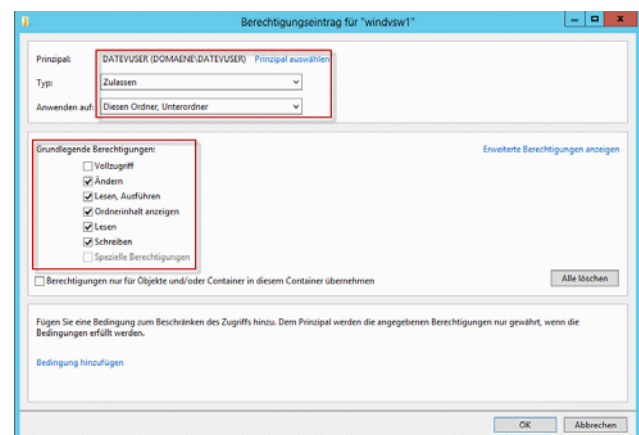 Berechtigungseintrag für "windvsw1"
Prinzipal: DATEVUSER (DOMAENE\DATEVUSER) Prinzipal auswählen
Typ: Zulassen
Anwenden auf: Diesen Ordner, Unterordner
Grundlegende Berechtigungen: Erweiterte Berechtigungen anzeigen
Vollzugriff
Ändern
Lesen, Ausführen
Ordnerinhalt anzeigen
Lesen
Schreiben
Spezielle Berechtigungen
Berechtigungen nur für Objekte und/oder Container in diesem Container übernehmen Alle löschen
Fügen Sie eine Bedingung zum Beschränken des Zugriffs hinzu. Dem Prinzipal werden die angegebenen Berechtigungen nur gewährt, wenn die
Bedingungen erfüllt werden.
Bedingung hinzufügen
OK Abbrechen